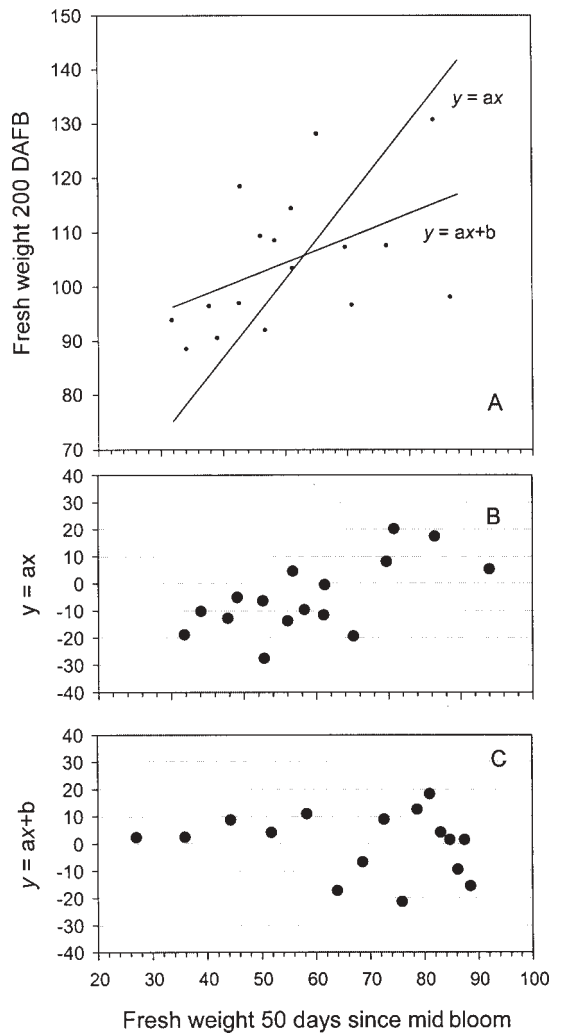 150
140
130
120
110
100
90
80
70
Fresh weight 200 DAFB
y = ax
y = ax+b
A
40
30
20
10
0
-10
-20
-30
-40
y = ax
B
40
30
20
10
0
-10
-20
-30
-40
y = ax+b
C
20 30 40 50 60 70 80 90 100
Fresh weight 50 days since mid bloom